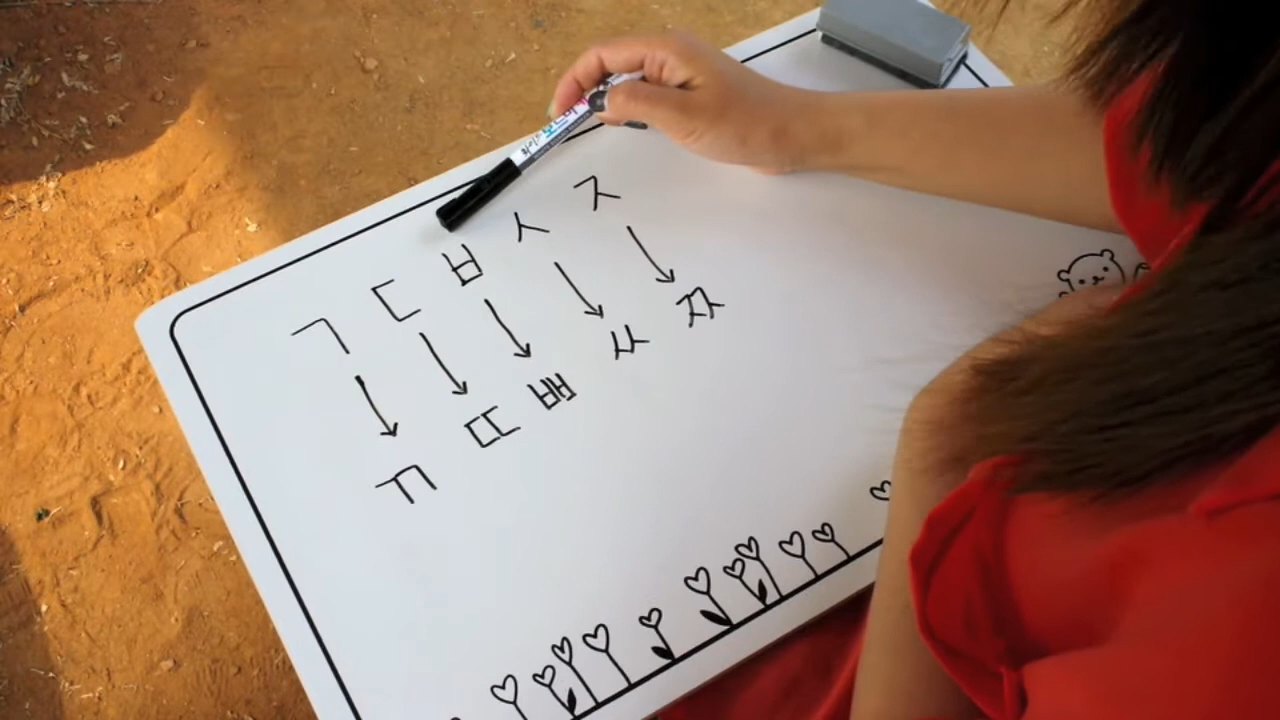 ㄱ ㄷ ㅂ ㅅ ㅈ
ㄲ ㄸ ㅃ ㅆ ㅉ